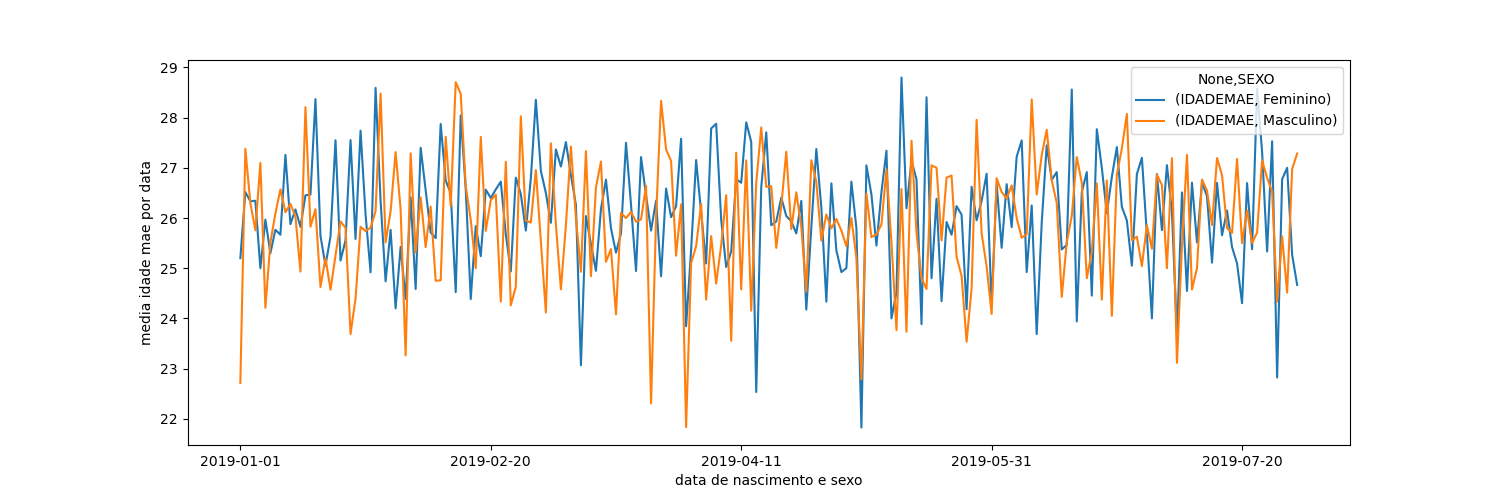 29
28
27
26
25
24
23
22
media idade mae por data
None,SEXO
(IDADEMAE, Feminino)
(IDADEMAE, Masculino)
2019-01-01
2019-02-20
2019-04-11
2019-05-31
2019-07-20
data de nascimento e sexo